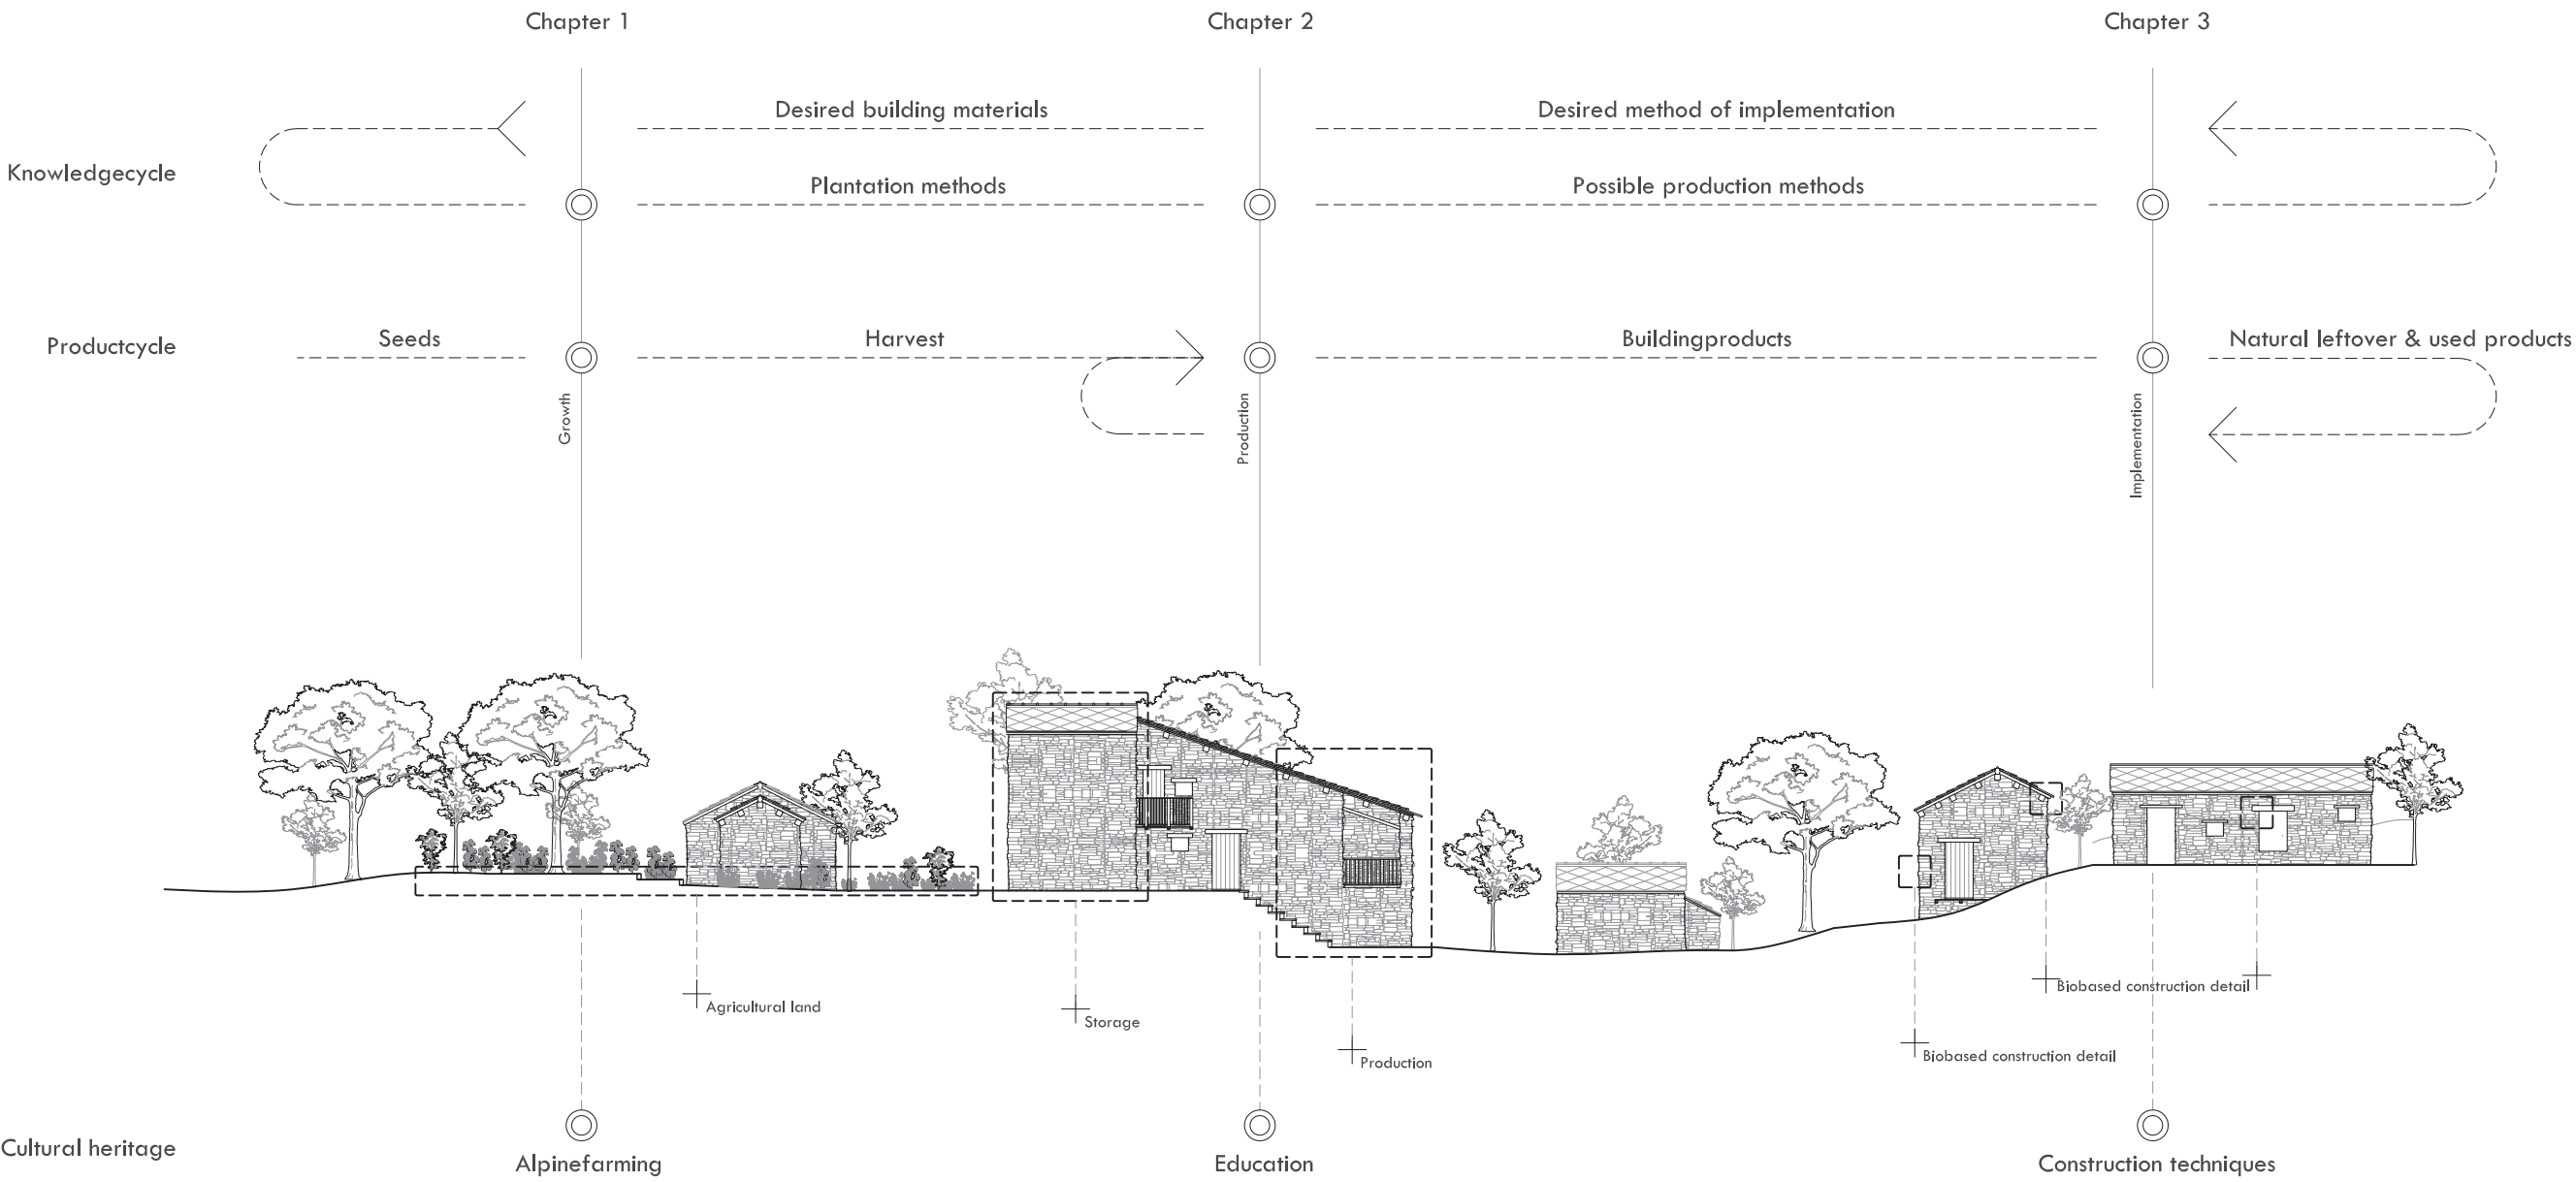 Chapter 1
Chapter 2
Chapter 3
Desired building materials
Desired method of implementation
Knowledgecycle
Plantation methods
Possible production methods
Productcycle
Seeds
Harvest
Buildingproducts
Natural leftover & used products
Growth
Production
Implementation
Agricultural land
Storage
Production
Biobased construction detail
Biobased construction detail
Cultural heritage
Alpinefarming
Education
Construction techniques